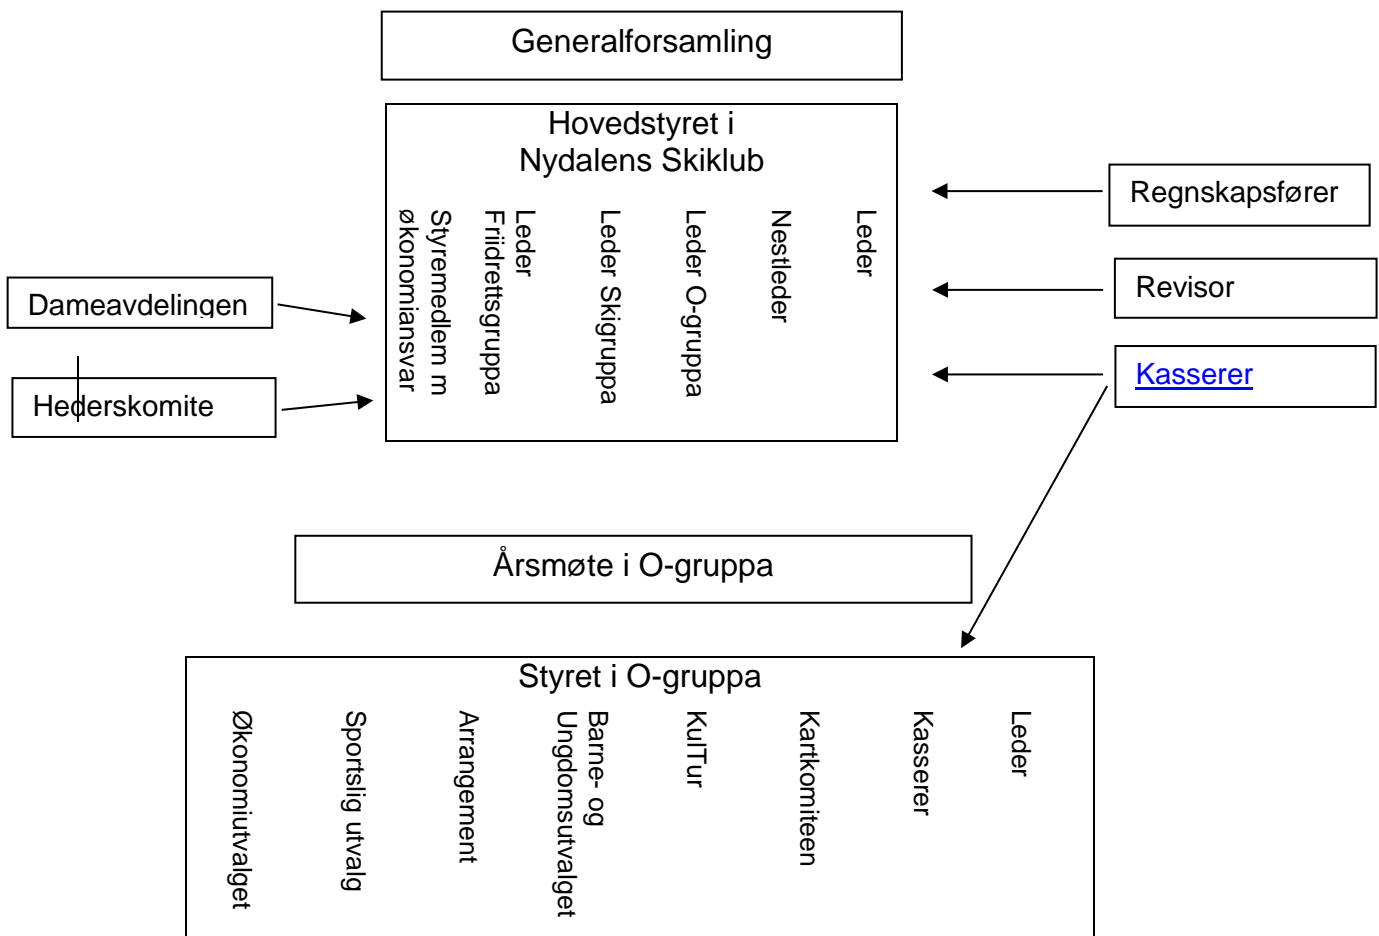 Generalforsamling
Hovedstyret i
Nydalens Skiklub
Styremedlem m
økonomiansvar
Leder
Friidrettsgruppa
Leder Skigruppa
Leder O-gruppa
Nestleder
Leder
Regnskapsfører
Revisor
Kasserer
Dameavdelingen
Hederskomite
Årsmøte i O-gruppa
Styret i O-gruppa
Økonomiutvalget
Sportslig utvalg
Arrangement
Barne- og
Ungdomsutvalget
KulTur
Kartkomiteen
Kasserer
Leder